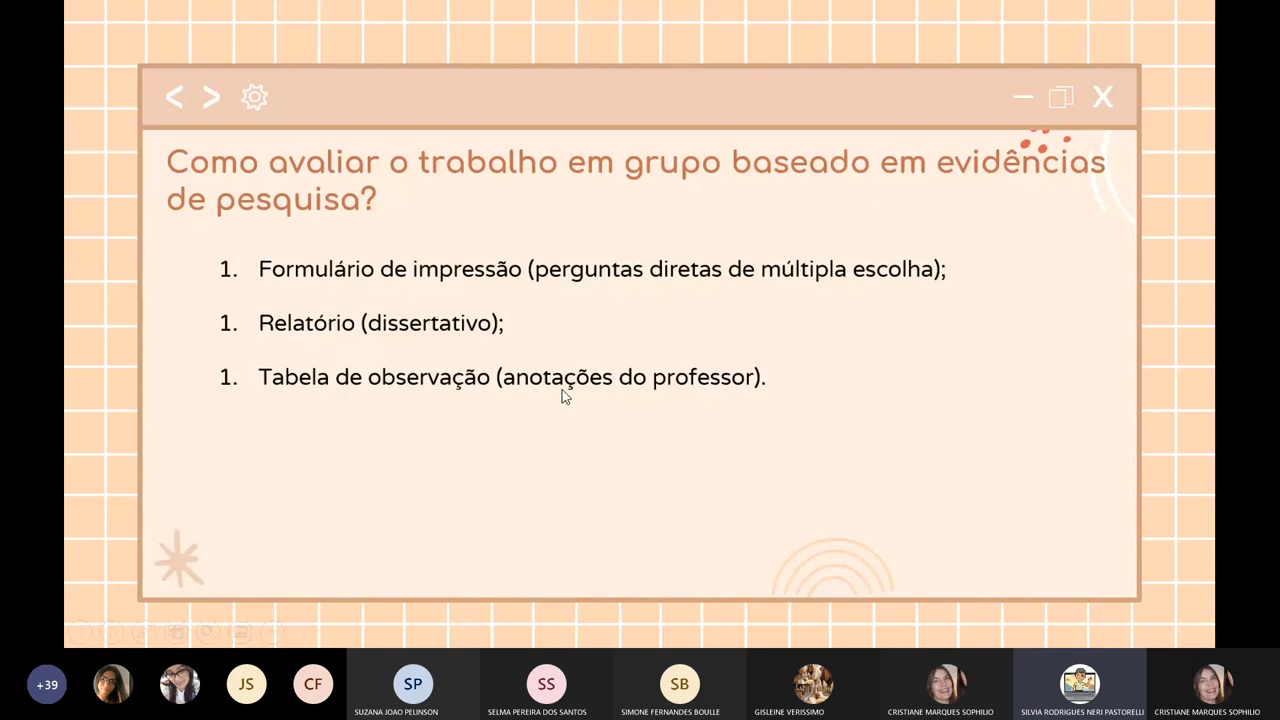 Como avaliar o trabalho em grupo baseado em evidências
de pesquisa?
1. Formulário de impressão (perguntas diretas de múltipla escolha);
1. Relatório (dissertativo);
1. Tabela de observação (anotações do professor).
+39
JS
CF
SP
SS
SB
SUZANA JOAO PELINSON
SELMA PEREIRA DOS SANTOS
SIMONE FERNANDES BOULLE
GISLEINE VERISSIMO
CRISTIANE MARQUES SOPHILIO
SILVIA RODRIGUES NERI PASTORELLI
CRISTIANE MARQUES SOPHILIO